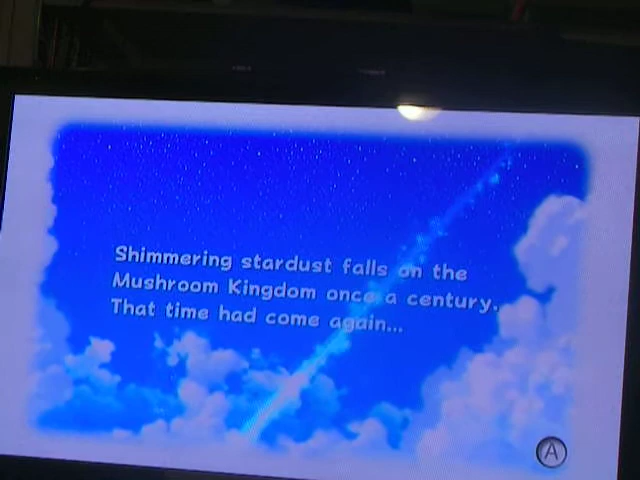 Shimmering stardust falls on the
Mushroom Kingdom once a century.
That time had come again...
A